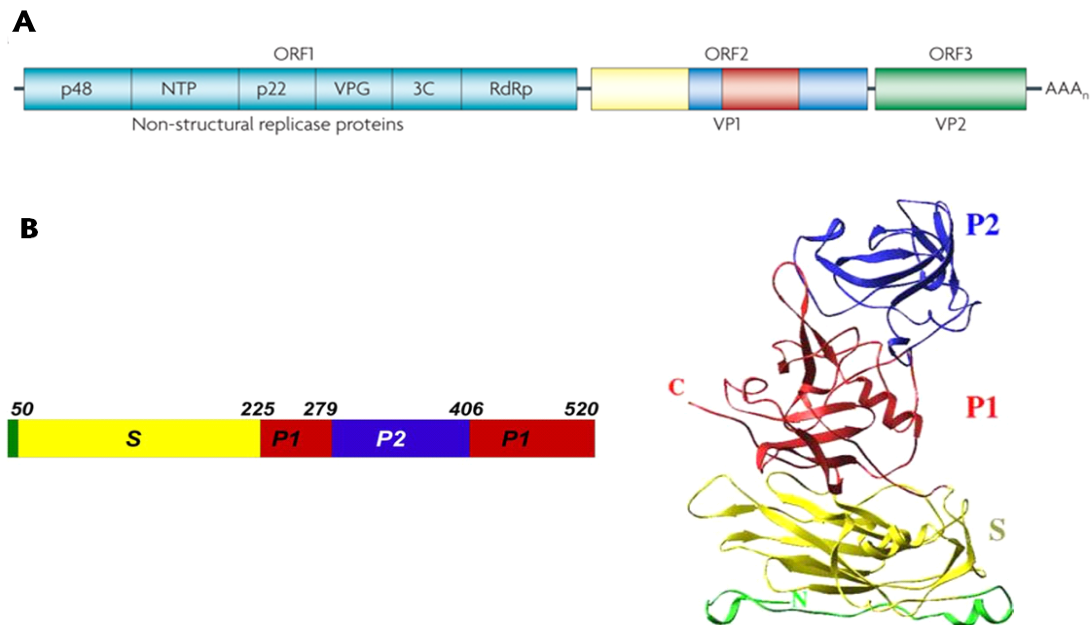 A
ORF1 ORF2 ORF3
p48 NTP p22 VPG 3C RdRp AAAn
Non-structural replicase proteins VP1 VP2
B
P2
50 225 279 406 520
C
P1
S P1 P2 P1
S
N